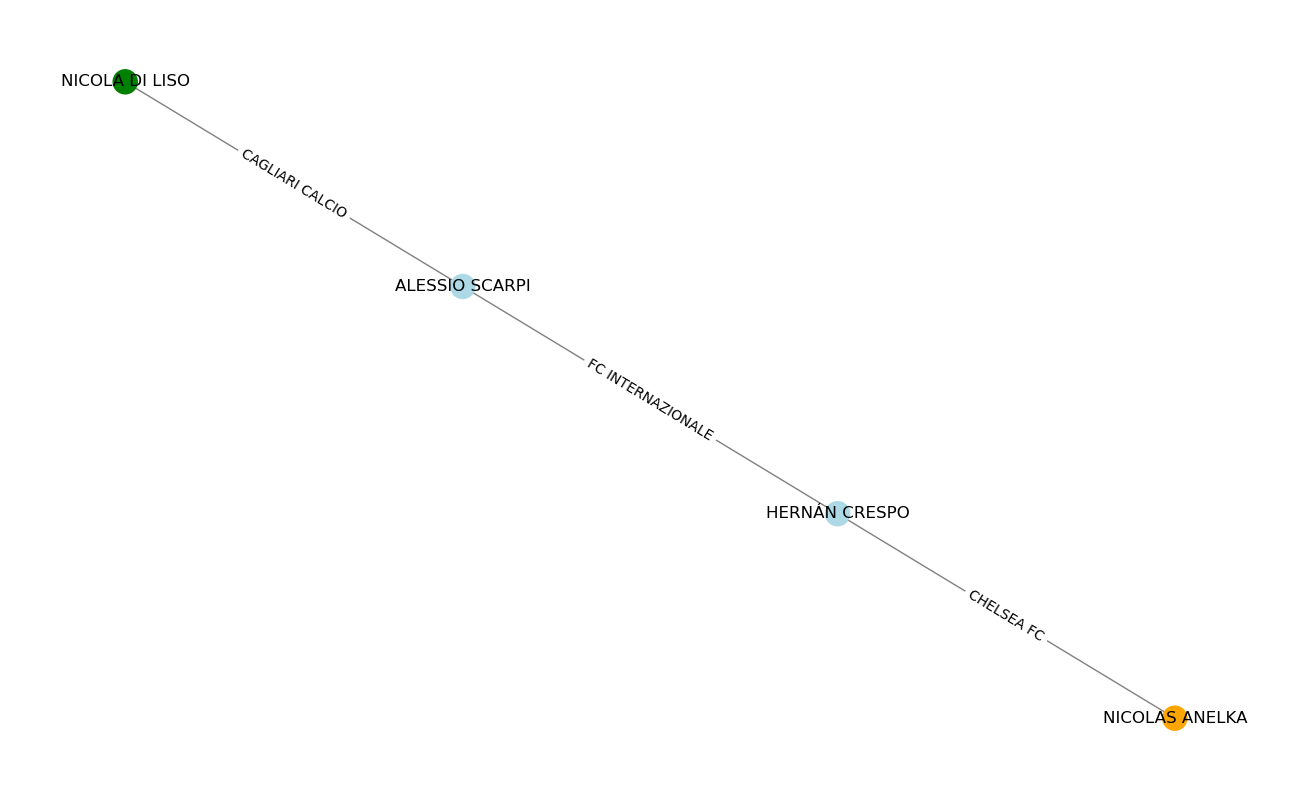 NICOLA DI LISO
CAGLIARI CALCIO
ALESSIO SCARPI
FC INTERNAZIONALE
HERNÁN CRESPO
CHELSEA FC
NICOLAS ANELKA